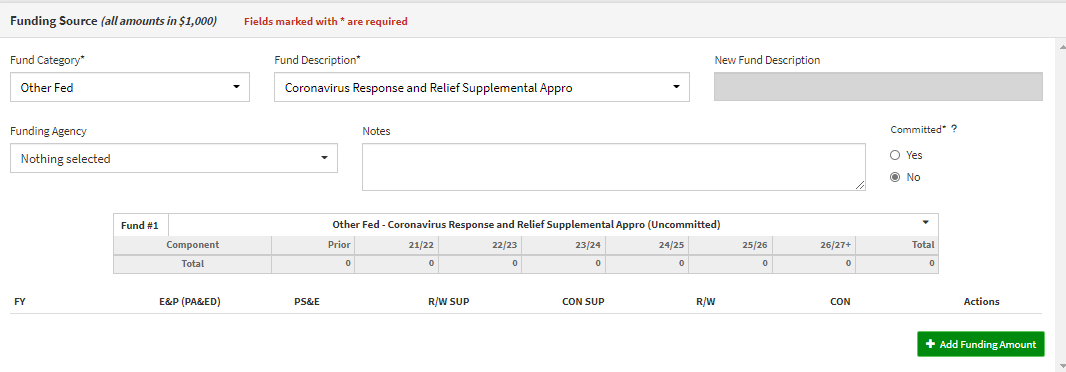 Funding Source (all amounts in $1,000) Fields marked with * are required
Fund Category* Fund Description* New Fund Description
Other Fed Coronavirus Response and Relief Supplemental Appro
Funding Agency Notes Committed* ?
Nothing selected Yes
No
Fund #1 Other Fed - Coronavirus Response and Relief Supplemental Appro (Uncommitted)
Component Prior 21/22 22/23 23/24 24/25 25/26 26/27+ Total
Total 0 0 0 0 0 0 0 0
FY E&P (PA&ED) PS&E R/W SUP CON SUP R/W CON Actions
+ Add Funding Amount